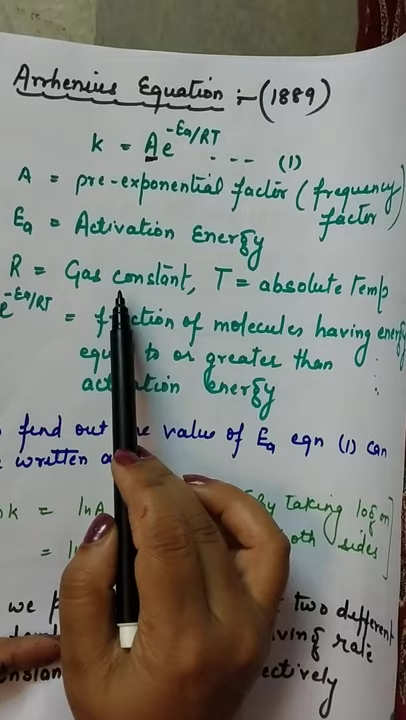 Arrhenius Equation :- (1889)
k = Ae^-Ea/RT --- (1)
A = pre-exponential factor (frequency
factor)
Ea = Activation Energy
R = Gas constant, T = absolute Temp
e^-Ea/RT = fraction of molecules having energy
equal to or greater than
activation energy
find out the value of Ea eqn (1) can
written
k = lnA [By taking log on
= ln both sides]
we two different
having rate
ectively